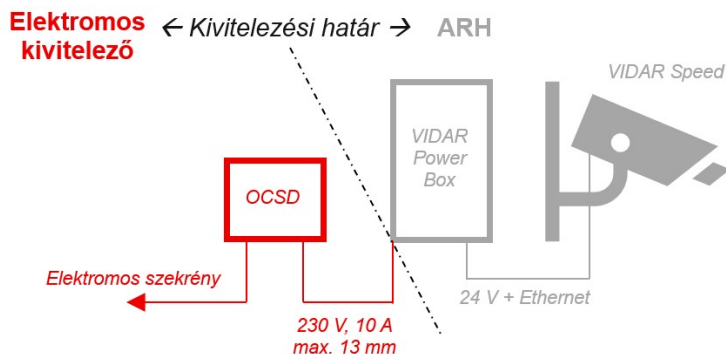 Elektromos
kivitelező
← Kivitelezési határ →
ARH
VIDAR Speed
VIDAR
Power
Box
OCSD
Elektromos szekrény
24 V + Ethernet
230 V, 10 A
max. 13 mm